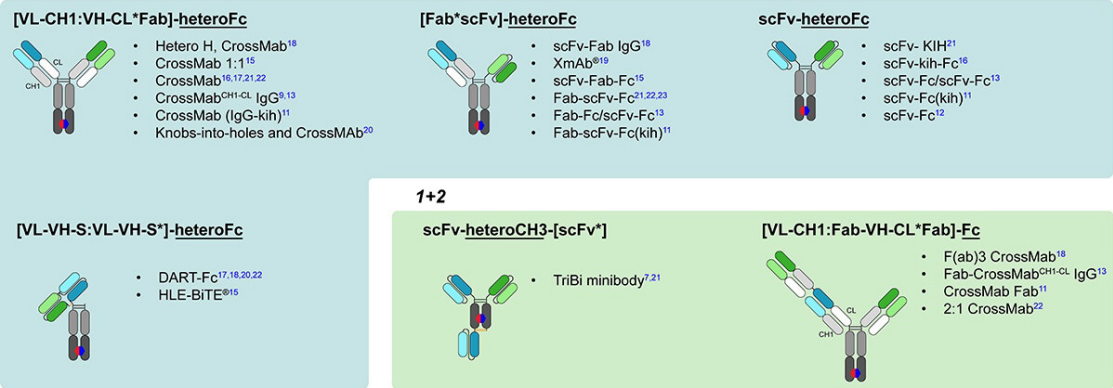 [VL-CH1:VH-CL*Fab]-heteroFc
CL
CH1
• Hetero H, CrossMab18
• CrossMab 1:115
• CrossMab16,17,21,22
• CrossMabCH1-CL IgG9,13
• CrossMab (IgG-kih)11
• Knobs-into-holes and CrossMAb20
[Fab*scFv]-heteroFc
• scFv-Fab IgG18
• XmAb®19
• scFv-Fab-Fc15
• Fab-scFv-Fc21,22,23
• Fab-Fc/scFv-Fc13
• Fab-scFv-Fc(kih)11
scFv-heteroFc
• scFv- KIH21
• scFv-kih-Fc16
• scFv-Fc/scFv-Fc13
• scFv-Fc(kih)11
• scFv-Fc12
[VL-VH-S:VL-VH-S*]-heteroFc
• DART-Fc17,18,20,22
• HLE-BiTE®15
1+2
scFv-heteroCH3-[scFv*]
• TriBi minibody7,21
[VL-CH1:Fab-VH-CL*Fab]-Fc
CL
CH1
• F(ab)3 CrossMab18
• Fab-CrossMabCH1-CL IgG13
• CrossMab Fab11
• 2:1 CrossMab22